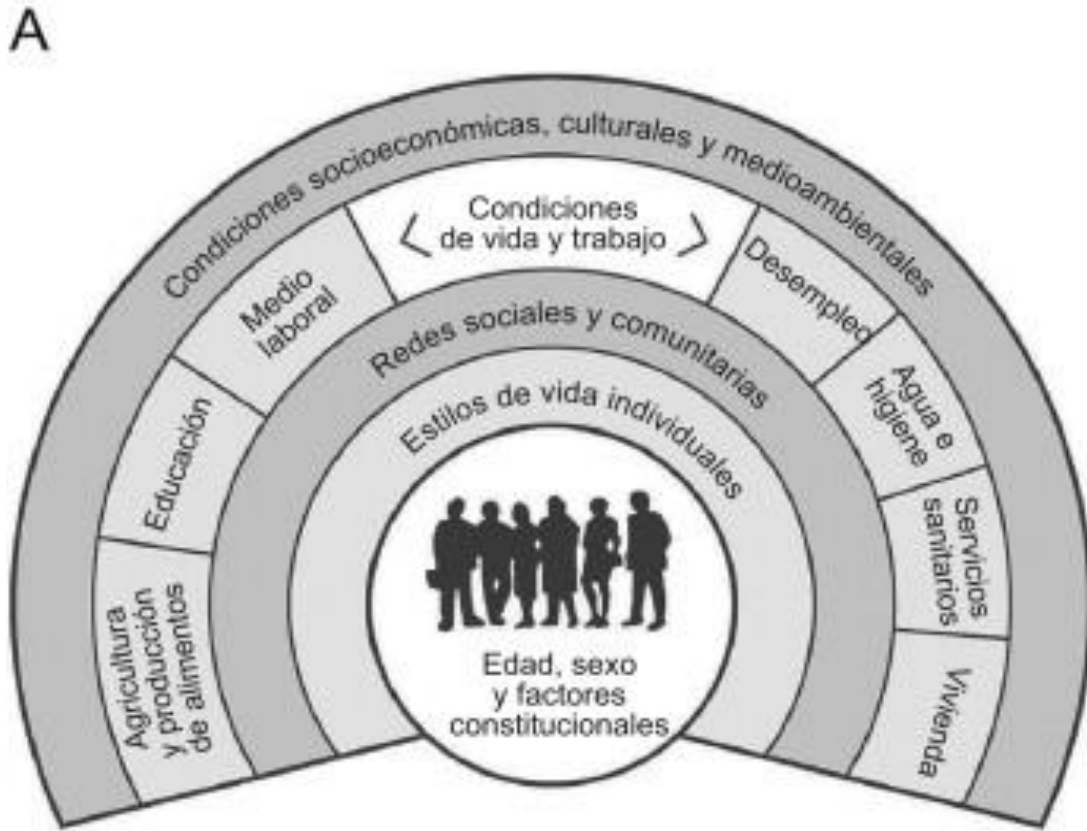 A
Condiciones socioeconómicas, culturales y medioambientales
Condiciones
de vida y trabajo
Agricultura
y producción
de alimentos
Educación
Medio
laboral
Desempleo
Agua e
higiene
Servicios
sanitarios
Vivienda
Redes sociales y comunitarias
Estilos de vida individuales
Edad, sexo
y factores
constitucionales